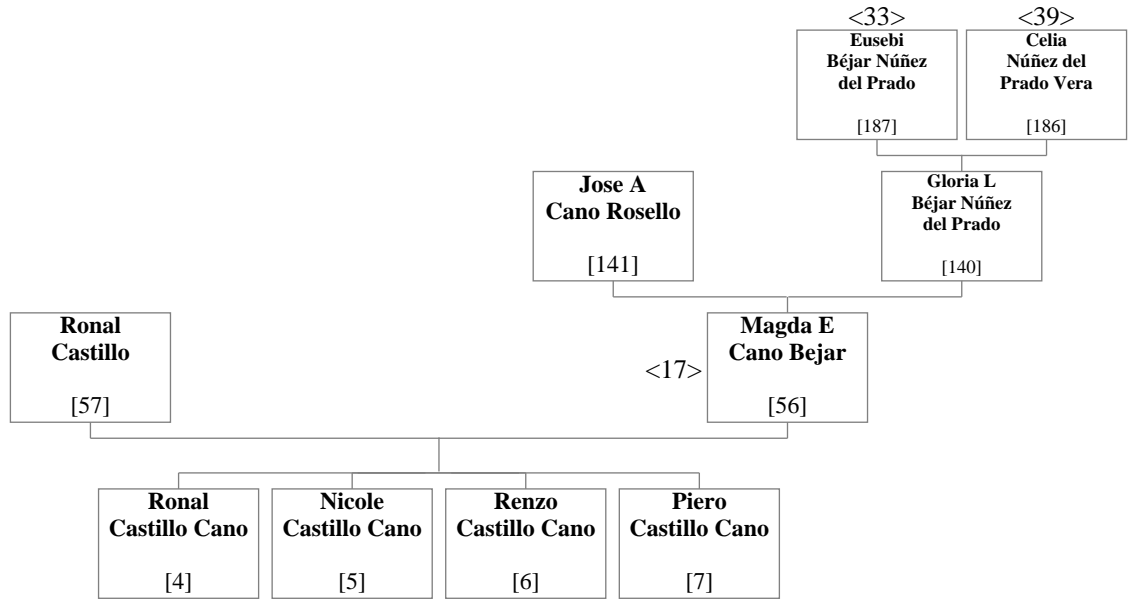 <33>
<39>
Eusebi
Béjar Núñez
del Prado
[187]
Celia
Núñez del
Prado Vera
[186]
Jose A
Cano Rosello
[141]
Gloria L
Béjar Núñez
del Prado
[140]
Ronal
Castillo
[57]
<17>
Magda E
Cano Bejar
[56]
Ronal
Castillo Cano
[4]
Nicole
Castillo Cano
[5]
Renzo
Castillo Cano
[6]
Piero
Castillo Cano
[7]